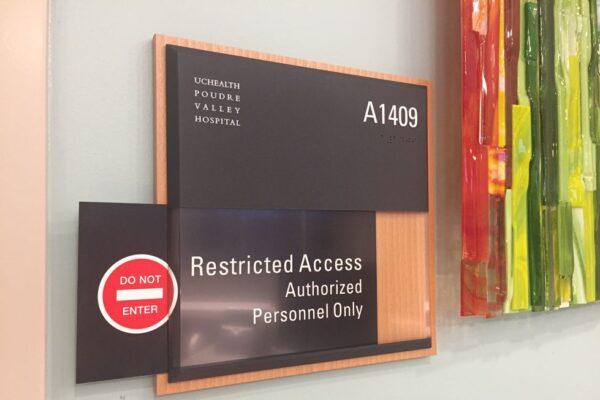 UCHEALTH
POUDRE
VALLEY
HOSPITAL
A1409
Restricted Access
Authorized
Personnel Only
DO NOT
ENTER